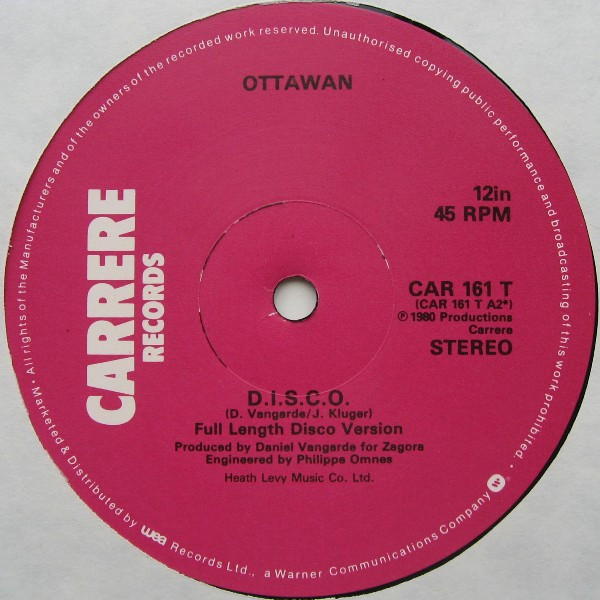 OTTAWAN
12in
45 RPM
CARRERE
RECORDS
CAR 161 T
(CAR 161 T A2*)
℗ 1980 Productions
Carrere
STEREO
D.I.S.C.O.
(D. Vangarde/J. Kluger)
Full Length Disco Version
Produced by Daniel Vangarde for Zagora
Engineered by Philippe Omnes
Heath Levy Music Co. Ltd.
• All rights of the Manufacturers and of the owners of the recorded work reserved. Unauthorised copying public performance and broadcasting of this work prohibited. •
Marketed & Distributed by wea Records Ltd., a Warner Communications Company